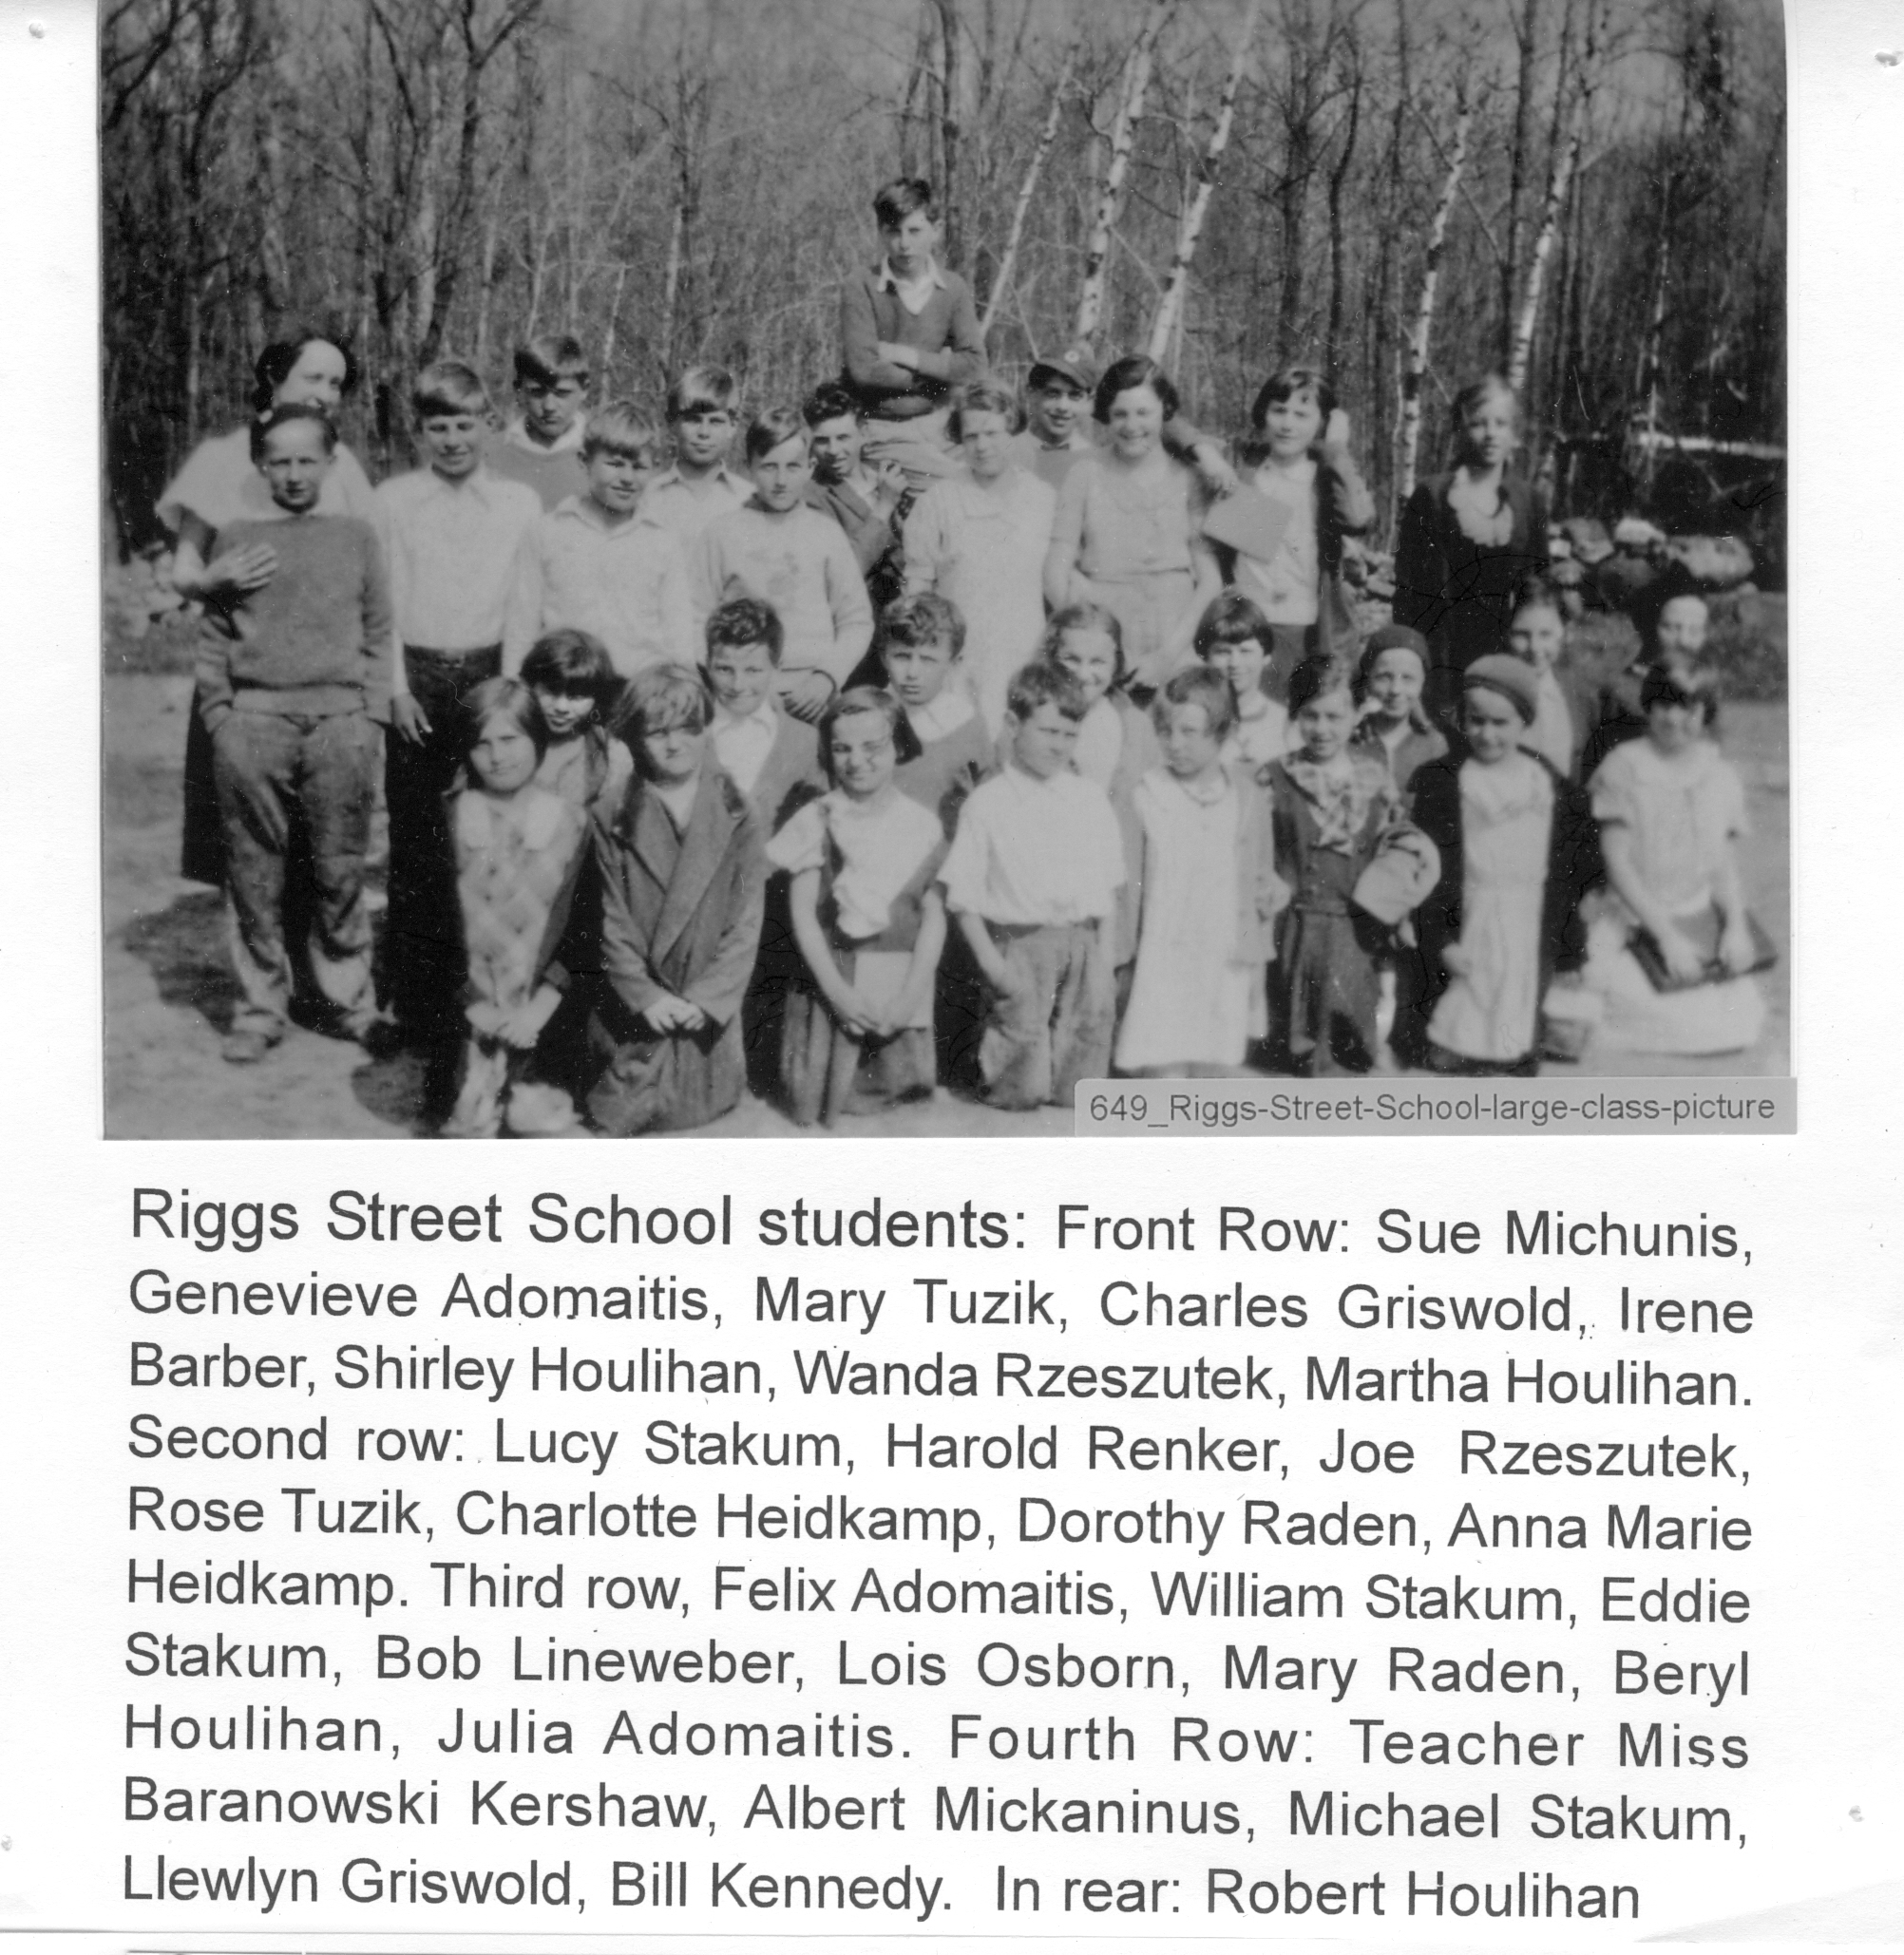 649_Riggs-Street-School-large-class-picture
Riggs Street School students: Front Row: Sue Michunis,
Genevieve Adomaitis, Mary Tuzik, Charles Griswold, Irene
Barber, Shirley Houlihan, Wanda Rzeszutek, Martha Houlihan.
Second row: Lucy Stakum, Harold Renker, Joe Rzeszutek,
Rose Tuzik, Charlotte Heidkamp, Dorothy Raden, Anna Marie
Heidkamp. Third row, Felix Adomaitis, William Stakum, Eddie
Stakum, Bob Lineweber, Lois Osborn, Mary Raden, Beryl
Houlihan, Julia Adomaitis. Fourth Row: Teacher Miss
Baranowski Kershaw, Albert Mickaninus, Michael Stakum,
Llewlyn Griswold, Bill Kennedy. In rear: Robert Houlihan